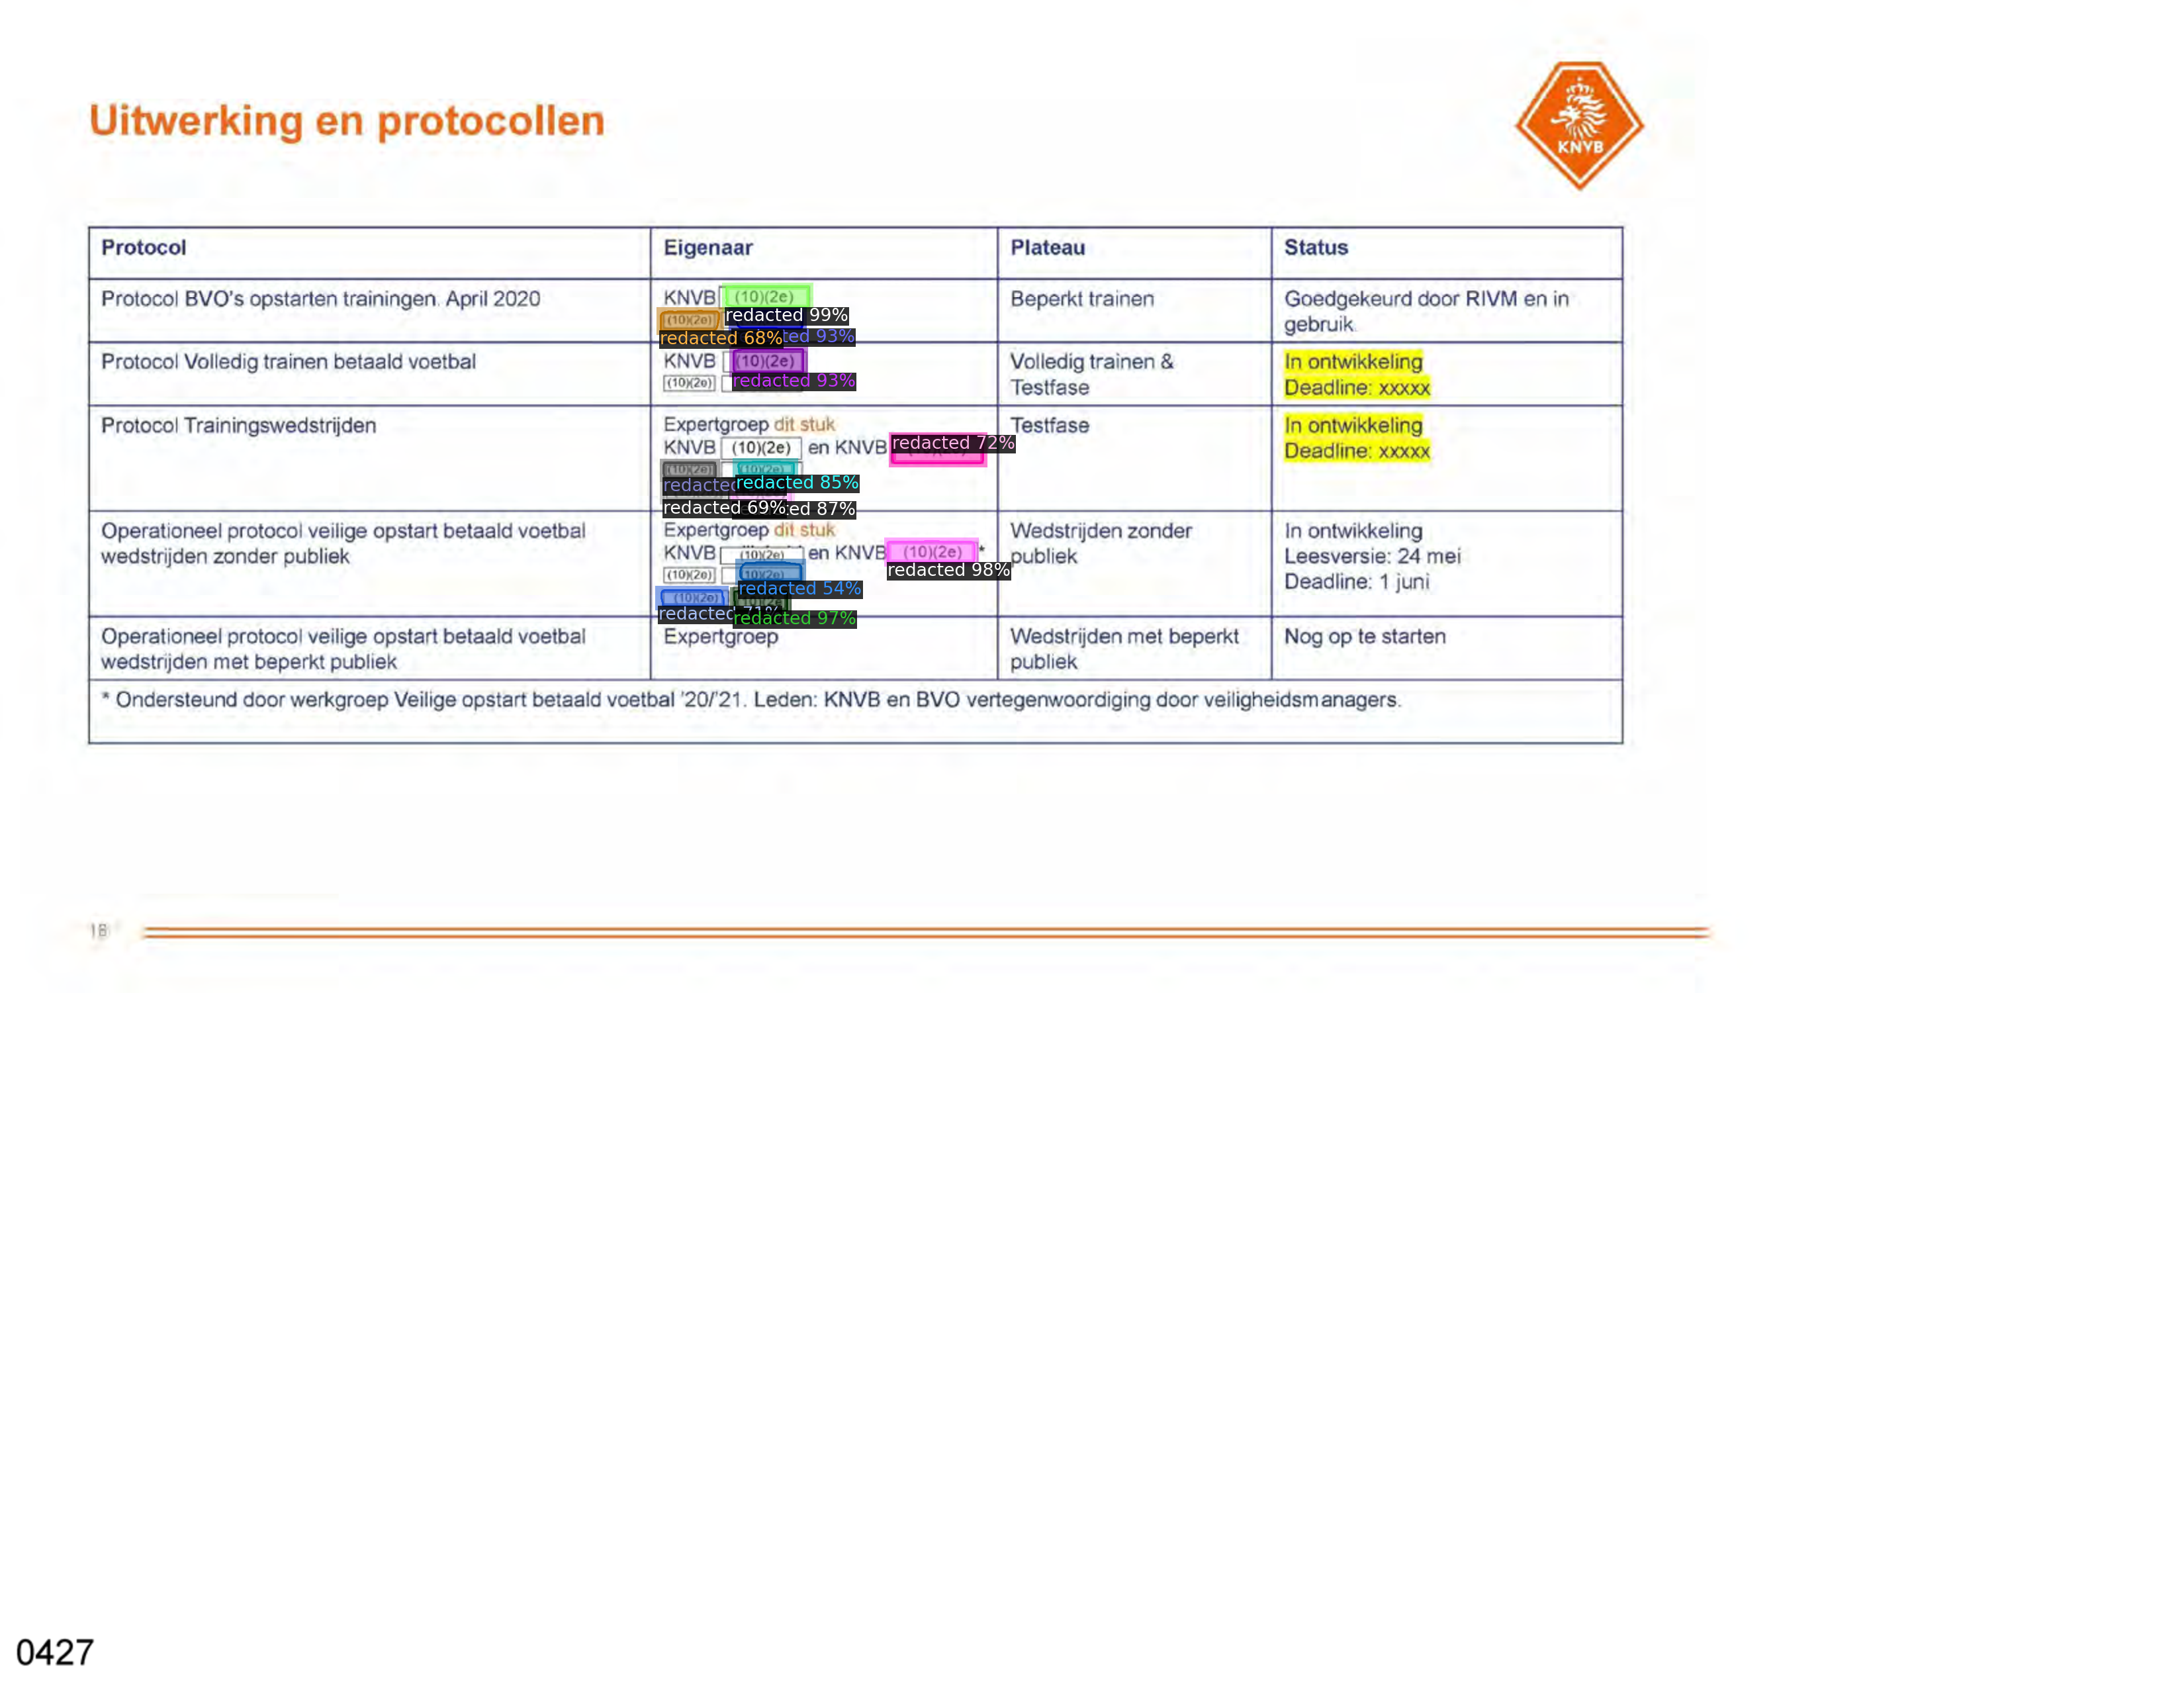 Uitwerking en protocollen
KNVB
Protocol Eigenaar Plateau Status
Protocol BVO's opstarten trainingen. April 2020
KNVB (10)(2e)
(10)(2e) redacted 99%
redacted 68% ted 93%
Beperkt trainen
Goedgekeurd door RIVM en in
gebruik
Protocol Volledig trainen betaald voetbal
KNVB (10)(2e)
(10)(2e) redacted 93%
Volledig trainen &
Testfase
In ontwikkeling
Deadline: xxxxx
Protocol Trainingswedstrijden
Expertgroep dit stuk
KNVB (10)(2e) en KNVB redacted 72%
(10)(2e) (10)(2e)
redacted redacted 85%
redacted 69% ed 87%
Testfase
In ontwikkeling
Deadline: xxxxx
Operationeel protocol veilige opstart betaald voetbal
wedstrijden zonder publiek
Expertgroep dit stuk
KNVB (10)(2e) en KNVB (10)(2e) *
redacted 98%
(10)(2e) (10)(2e)
redacted 54%
(10)(2e) (10)(2e)
redacted 71% redacted 97%
Wedstrijden zonder
publiek
In ontwikkeling
Leesversie: 24 mei
Deadline: 1 juni
Operationeel protocol veilige opstart betaald voetbal
wedstrijden met beperkt publiek
Expertgroep
Wedstrijden met beperkt
publiek
Nog op te starten
* Ondersteund door werkgroep Veilige opstart betaald voetbal '20/'21. Leden: KNVB en BVO vertegenwoordiging door veiligheidsmanagers.
18
0427